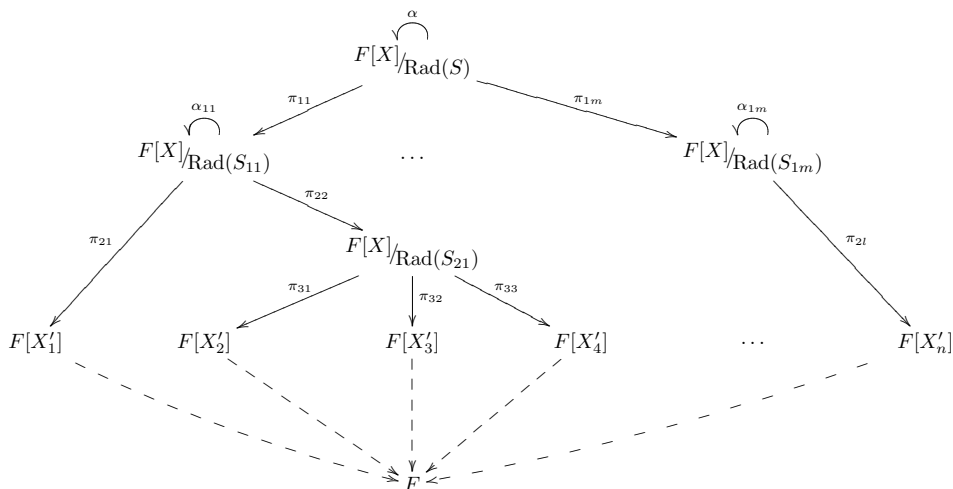 α
F[X]/Rad(S)
π₁₁ π₁ₘ
α₁₁ α₁ₘ
F[X]/Rad(S₁₁) ⋯ F[X]/Rad(S₁ₘ)
π₂₂
π₂₁ π₂ₗ
F[X]/Rad(S₂₁)
π₃₁ π₃₂ π₃₃
F[X′₁] F[X′₂] F[X′₃] F[X′₄] ⋯ F[X′ₙ]
F